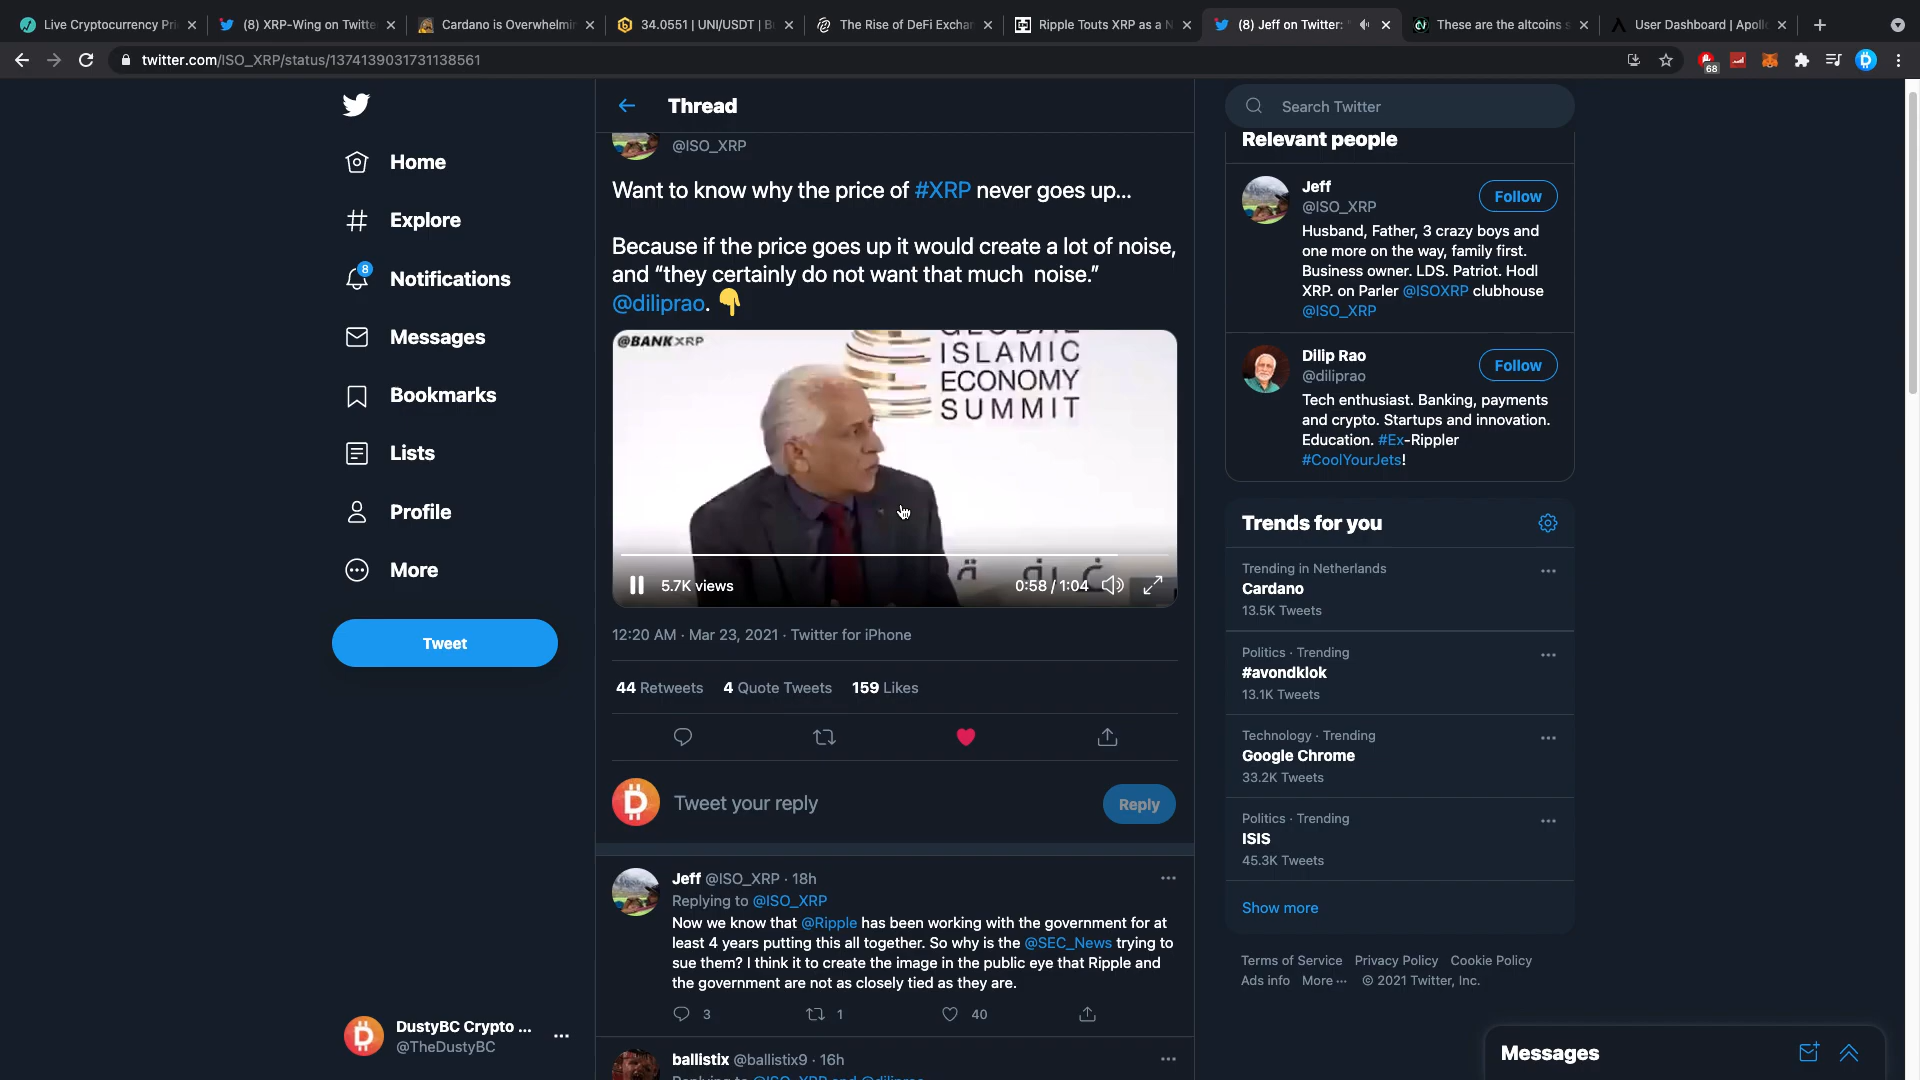 Live Cryptocurrency Pri
(8) XRP-Wing on Twitte
Cardano is Overwhelmin
34.0551 | UNI/USDT | B
The Rise of DeFi Exchan
Ripple Touts XRP as a N
(8) Jeff on Twitter: "
These are the altcoins s
User Dashboard | Apoll
twitter.com/ISO_XRP/status/1374139031731138561
68
Home
Explore
8
Notifications
Messages
Bookmarks
Lists
Profile
More
Tweet
DustyBC Crypto ...
@TheDustyBC
Thread
@ISO_XRP
Want to know why the price of #XRP never goes up...
Because if the price goes up it would create a lot of noise,
and “they certainly do not want that much noise.”
@diliprao. 👇
@BANKXRP
GLOBAL
ISLAMIC
ECONOMY
SUMMIT
5.7K views
0:58 / 1:04
12:20 AM · Mar 23, 2021 · Twitter for iPhone
44 Retweets 4 Quote Tweets 159 Likes
Tweet your reply
Reply
Jeff @ISO_XRP · 18h
Replying to @ISO_XRP
Now we know that @Ripple has been working with the government for at
least 4 years putting this all together. So why is the @SEC_News trying to
sue them? I think it to create the image in the public eye that Ripple and
the government are not as closely tied as they are.
3 1 40
ballistix @ballistix9 · 16h
Replying to @ISO_XRP and @diliprao
Search Twitter
Relevant people
Jeff
@ISO_XRP
Follow
Husband, Father, 3 crazy boys and
one more on the way, family first.
Business owner. LDS. Patriot. Hodl
XRP. on Parler @ISOXRP clubhouse
@ISO_XRP
Dilip Rao
@diliprao
Follow
Tech enthusiast. Banking, payments
and crypto. Startups and innovation.
Education. #Ex-Rippler
#CoolYourJets!
Trends for you
Trending in Netherlands
Cardano
13.5K Tweets
Politics · Trending
#avondklok
13.1K Tweets
Technology · Trending
Google Chrome
33.2K Tweets
Politics · Trending
ISIS
45.3K Tweets
Show more
Terms of Service Privacy Policy Cookie Policy
Ads info More ··· © 2021 Twitter, Inc.
Messages